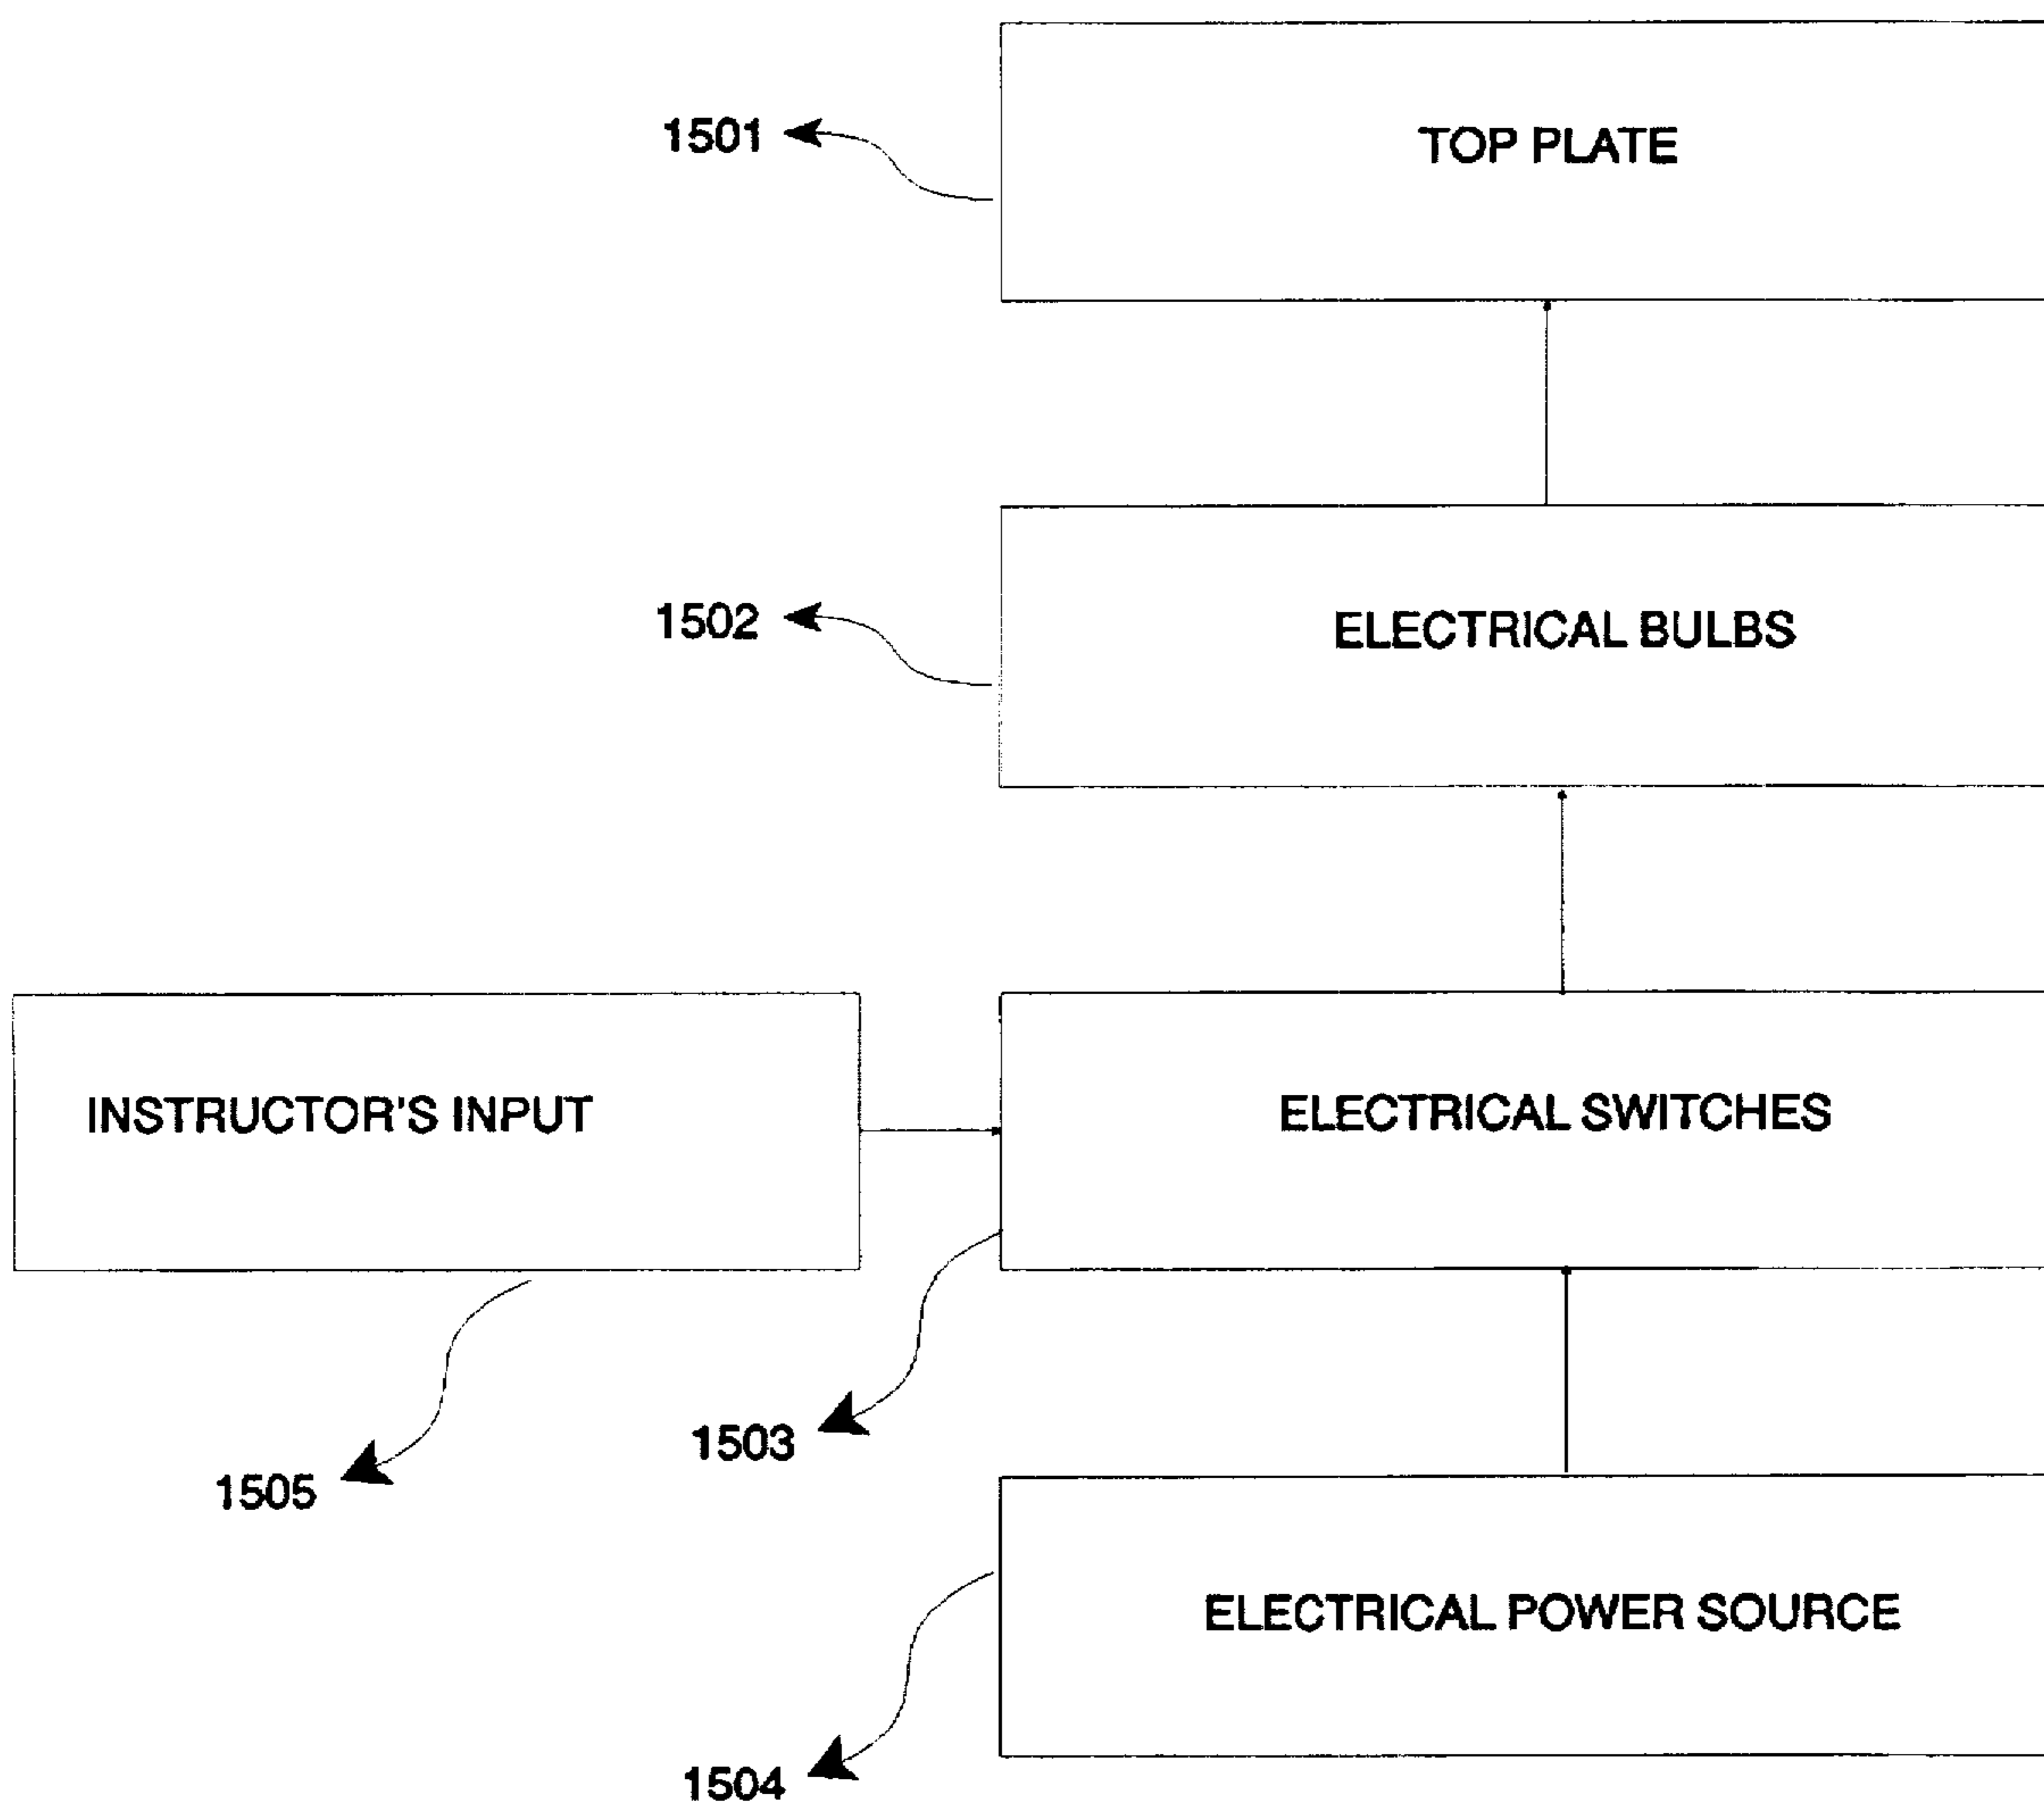 1501
TOP PLATE
1502
ELECTRICAL BULBS
INSTRUCTOR'S INPUT
ELECTRICAL SWITCHES
1503
1505
ELECTRICAL POWER SOURCE
1504